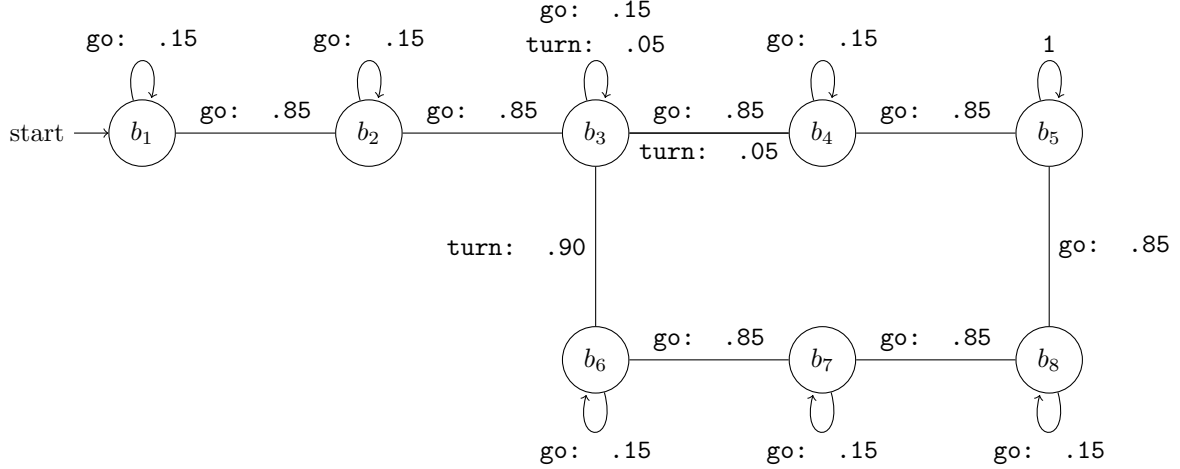 go: .15
go: .15 go: .15 turn: .05 go: .15 1
go: .85 go: .85 go: .85 go: .85
start b1 b2 b3 b4 b5
turn: .05
turn: .90 go: .85
go: .85 go: .85
b6 b7 b8
go: .15 go: .15 go: .15